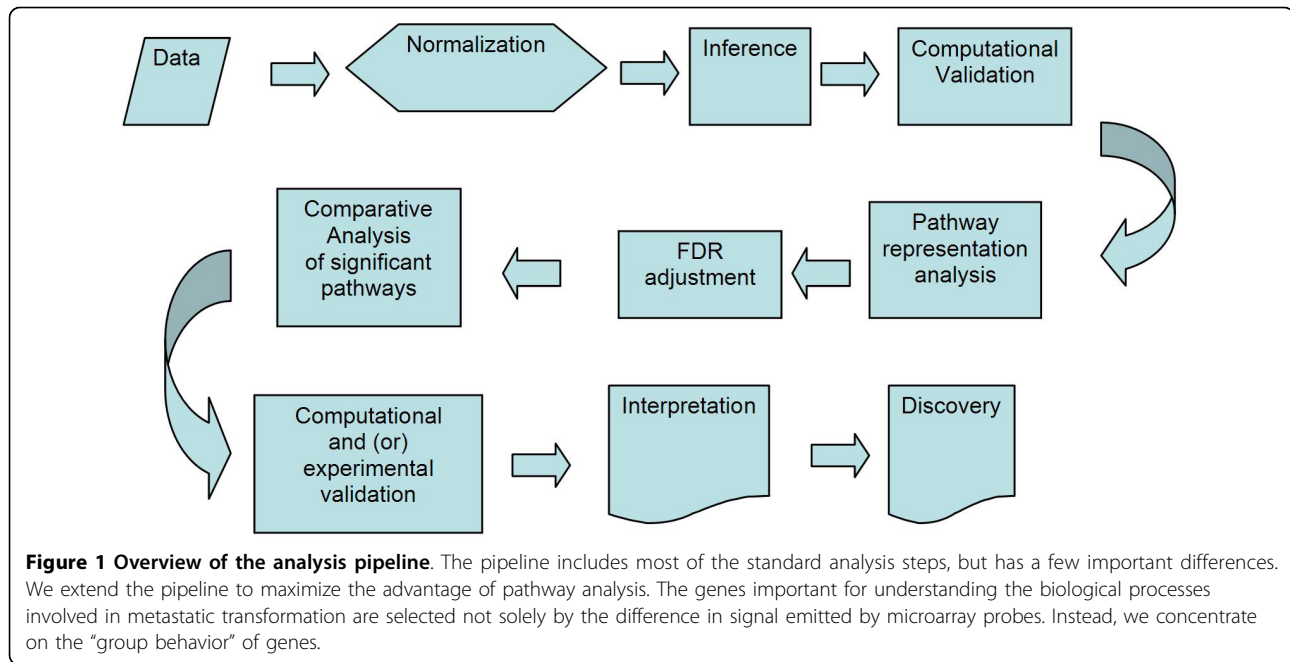 Data
Normalization
Inference
Computational
Validation
Pathway
representation
analysis
FDR
adjustment
Comparative
Analysis
of significant
pathways
Computational
and (or)
experimental
validation
Interpretation
Discovery
Figure 1 Overview of the analysis pipeline. The pipeline includes most of the standard analysis steps, but has a few important differences.
We extend the pipeline to maximize the advantage of pathway analysis. The genes important for understanding the biological processes
involved in metastatic transformation are selected not solely by the difference in signal emitted by microarray probes. Instead, we concentrate
on the “group behavior” of genes.